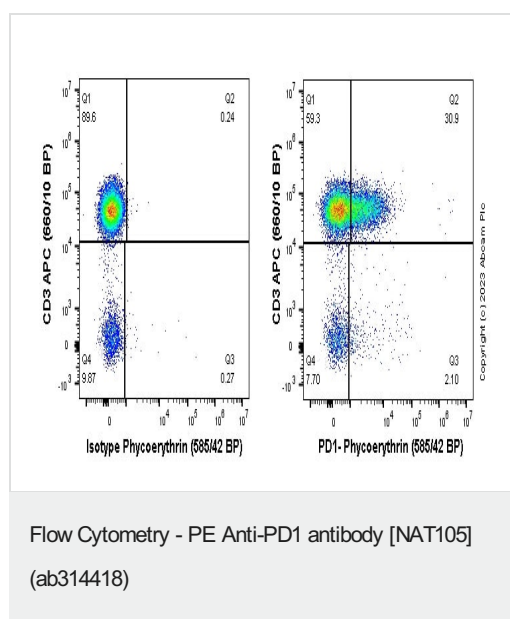 10^7
10^6
10^5
10^4
10^3
0
-10^3
CD3 APC (660/10 BP)
Q1
89.6
Q2
0.24
Q4
9.87
Q3
0.27
0
10^4
10^5
10^6
10^7
Isotype Phycoerythrin (585/42 BP)
10^7
10^6
10^5
10^4
10^3
0
-10^3
CD3 APC (660/10 BP)
Q1
59.3
Q2
30.9
Q4
7.70
Q3
2.10
0
10^4
10^5
10^6
10^7
PD1- Phycoerythrin (585/42 BP)
Copyright (c) 2023 Abcam Plc
Flow Cytometry - PE Anti-PD1 antibody [NAT105]
(ab314418)